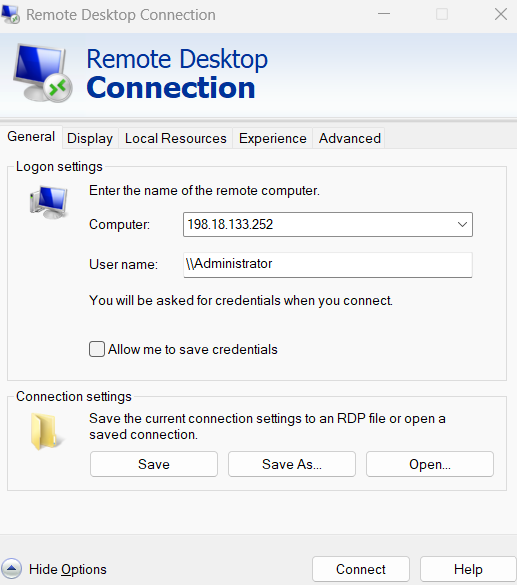 Remote Desktop Connection
Remote Desktop
Connection
General Display Local Resources Experience Advanced
Logon settings
Enter the name of the remote computer.
Computer: 198.18.133.252
User name: \\Administrator
You will be asked for credentials when you connect.
Allow me to save credentials
Connection settings
Save the current connection settings to an RDP file or open a
saved connection.
Save Save As... Open...
Hide Options Connect Help